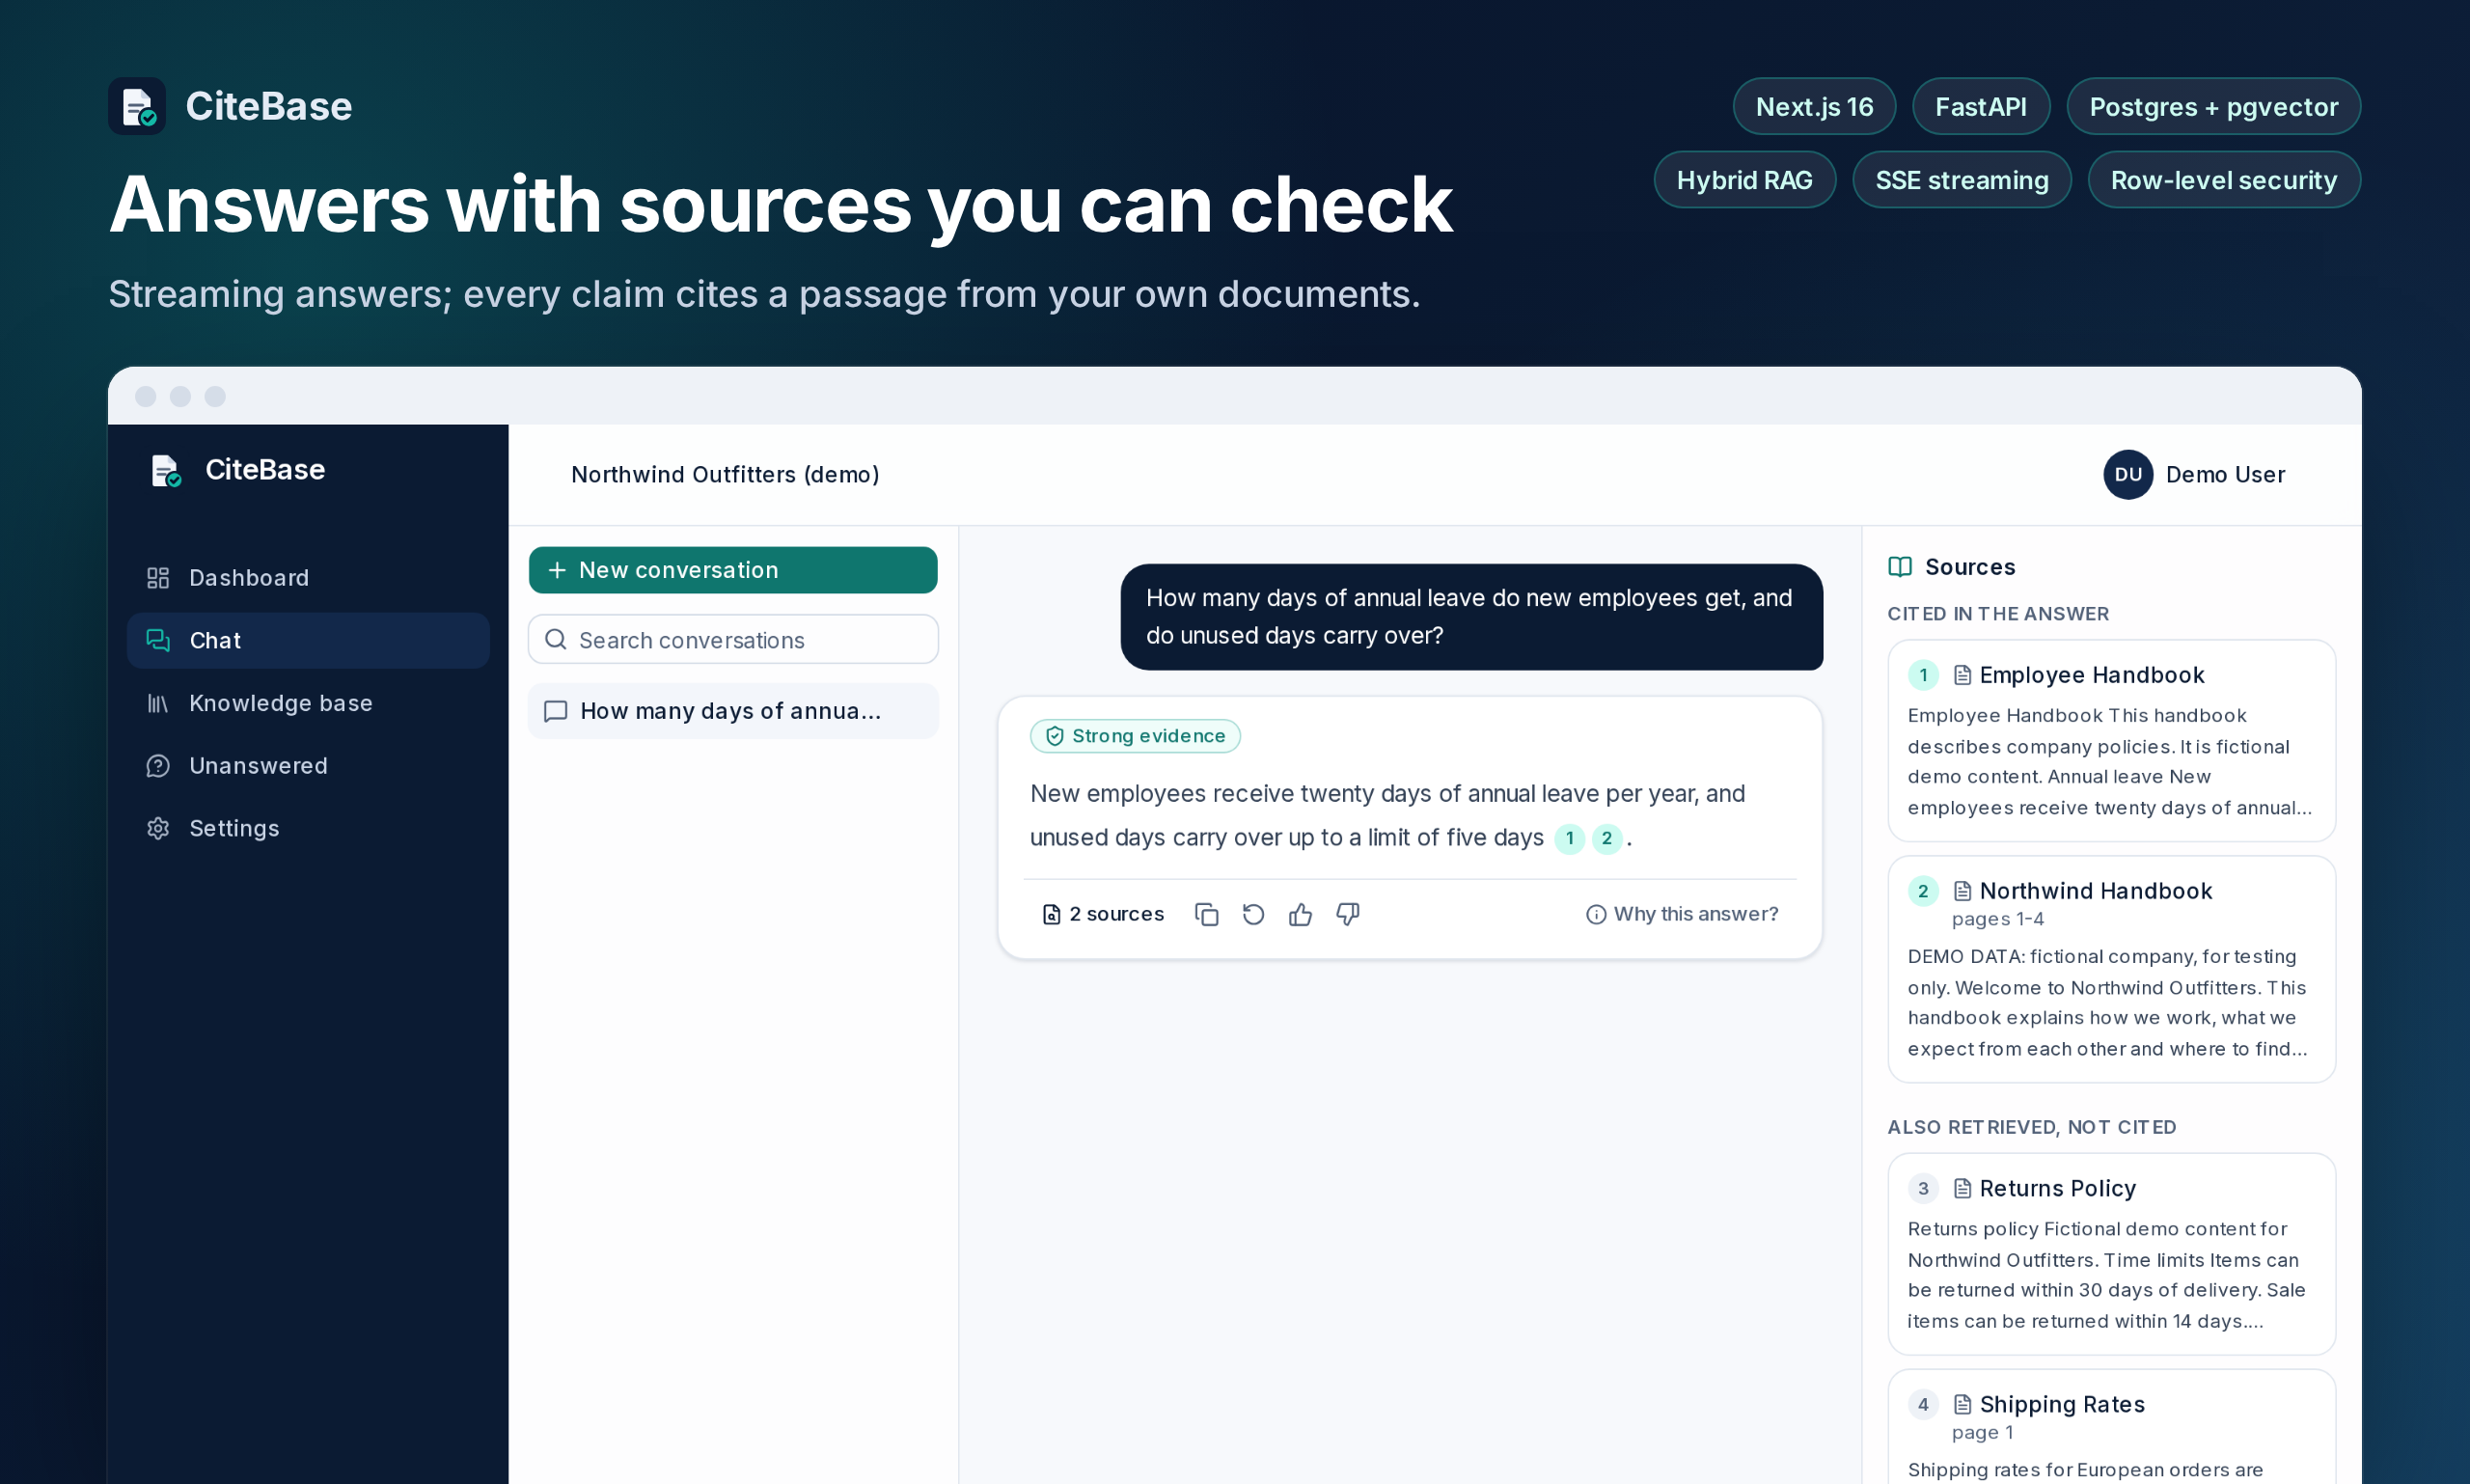 CiteBase
Answers with sources you can check
Streaming answers; every claim cites a passage from your own documents.
Next.js 16
FastAPI
Postgres + pgvector
Hybrid RAG
SSE streaming
Row-level security
CiteBase
Dashboard
Chat
Knowledge base
Unanswered
Settings
Northwind Outfitters (demo)
DU
Demo User
New conversation
Search conversations
How many days of annua...
How many days of annual leave do new employees get, and
do unused days carry over?
Strong evidence
New employees receive twenty days of annual leave per year, and
unused days carry over up to a limit of five days 1 2 .
2 sources
Why this answer?
Sources
CITED IN THE ANSWER
1 Employee Handbook
Employee Handbook This handbook
describes company policies. It is fictional
demo content. Annual leave New
employees receive twenty days of annual...
2 Northwind Handbook
pages 1-4
DEMO DATA: fictional company, for testing
only. Welcome to Northwind Outfitters. This
handbook explains how we work, what we
expect from each other and where to find...
ALSO RETRIEVED, NOT CITED
3 Returns Policy
Returns policy Fictional demo content for
Northwind Outfitters. Time limits Items can
be returned within 30 days of delivery. Sale
items can be returned within 14 days....
4 Shipping Rates
page 1
Shipping rates for European orders are